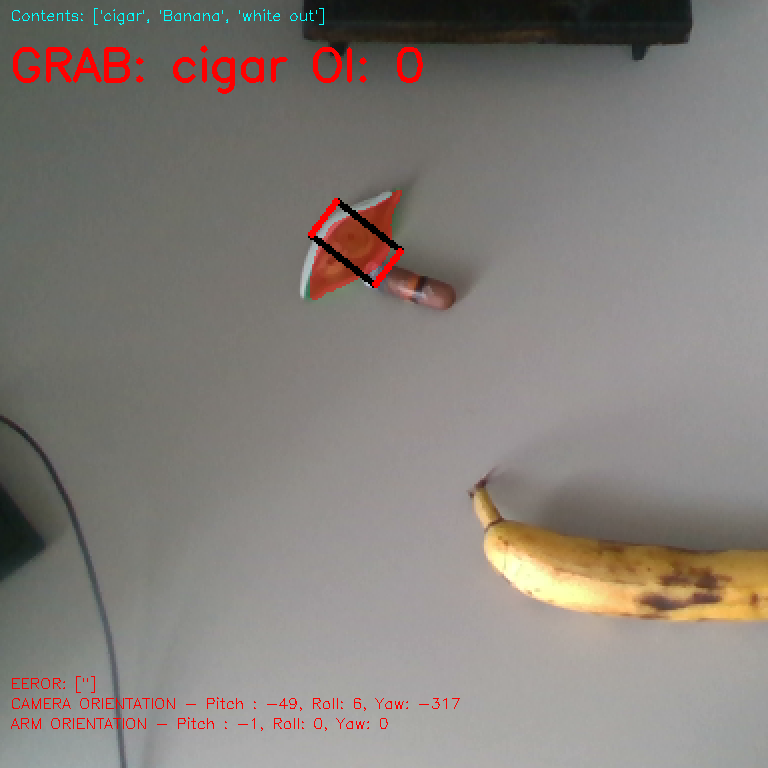 Contents: ['cigar', 'Banana', 'white out']
GRAB: cigar OI: 0
EEROR: ['']
CAMERA ORIENTATION - Pitch : -49, Roll: 6, Yaw: -317
ARM ORIENTATION - Pitch : -1, Roll: 0, Yaw: 0